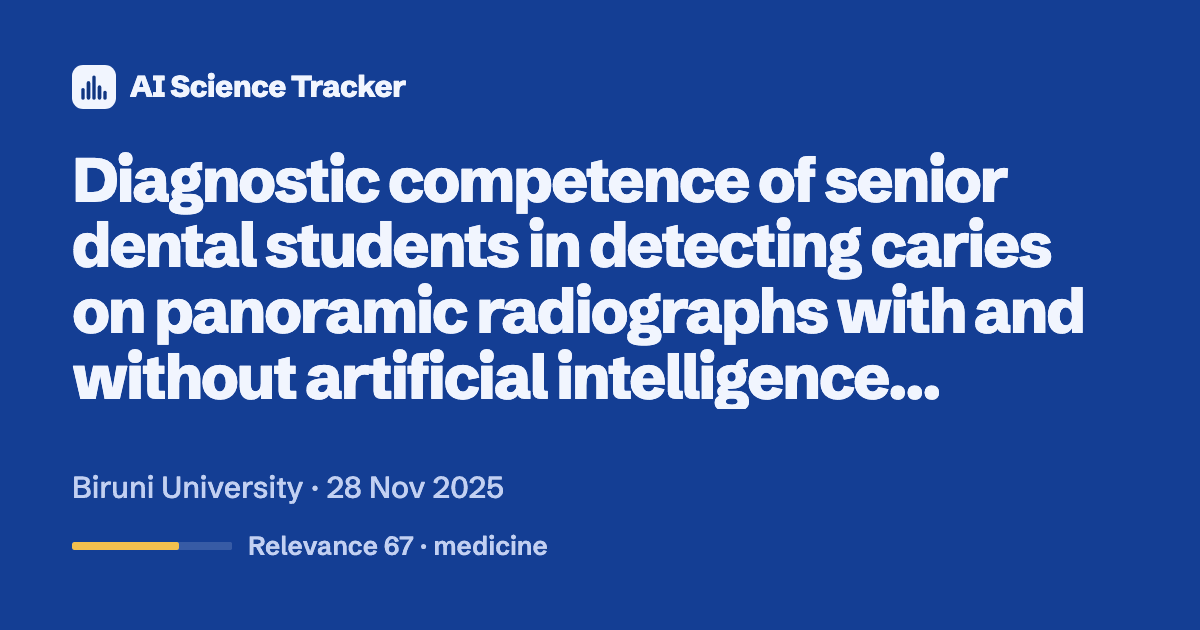 AI Science Tracker
Diagnostic competence of senior
dental students in detecting caries
on panoramic radiographs with and
without artificial intelligence...
Biruni University · 28 Nov 2025
Relevance 67 · medicine